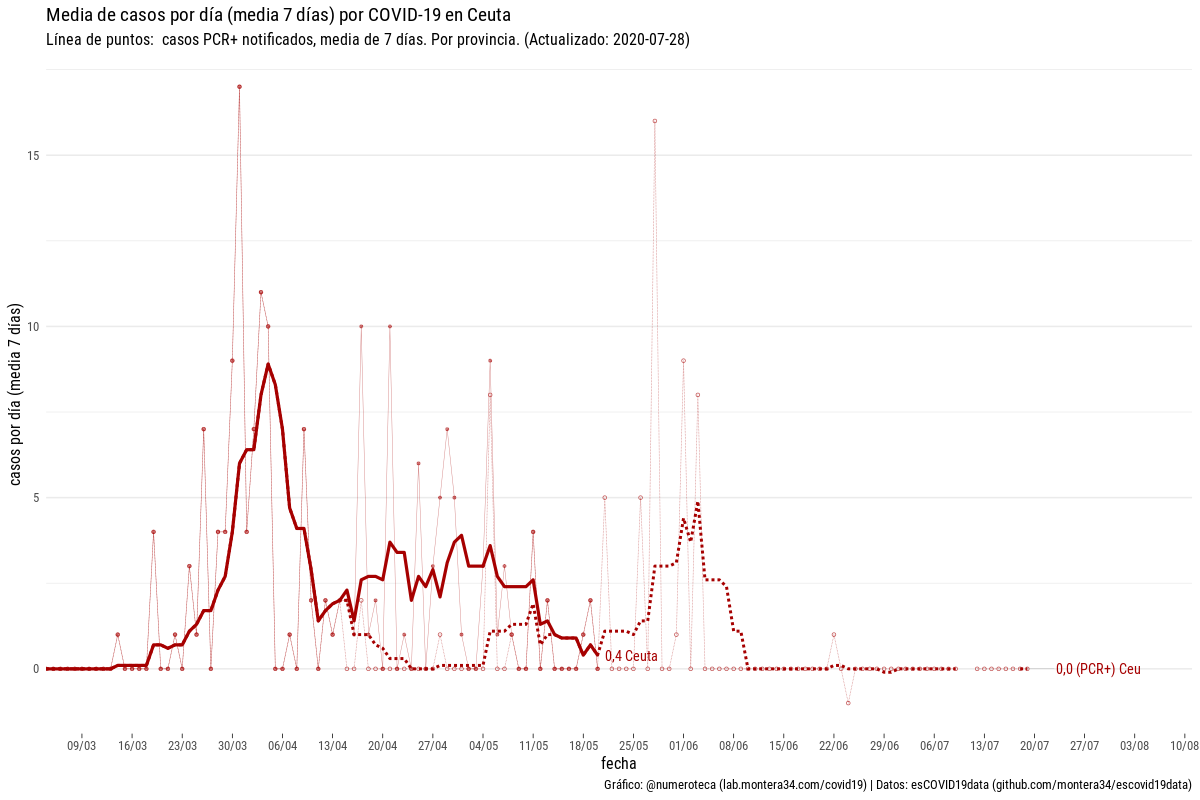 Media de casos por día (media 7 días) por COVID-19 en Ceuta
Línea de puntos:  casos PCR+ notificados, media de 7 días. Por provincia. (Actualizado: 2020-07-28)
casos por día (media 7 días)
15
10
5
0
0,4 Ceuta
0,0 (PCR+) Ceu
09/03 16/03 23/03 30/03 06/04 13/04 20/04 27/04 04/05 11/05 18/05 25/05 01/06 08/06 15/06 22/06 29/06 06/07 13/07 20/07 27/07 03/08 10/08
fecha
Gráfico: @numeroteca (lab.montera34.com/covid19) | Datos: esCOVID19data (github.com/montera34/escovid19data)